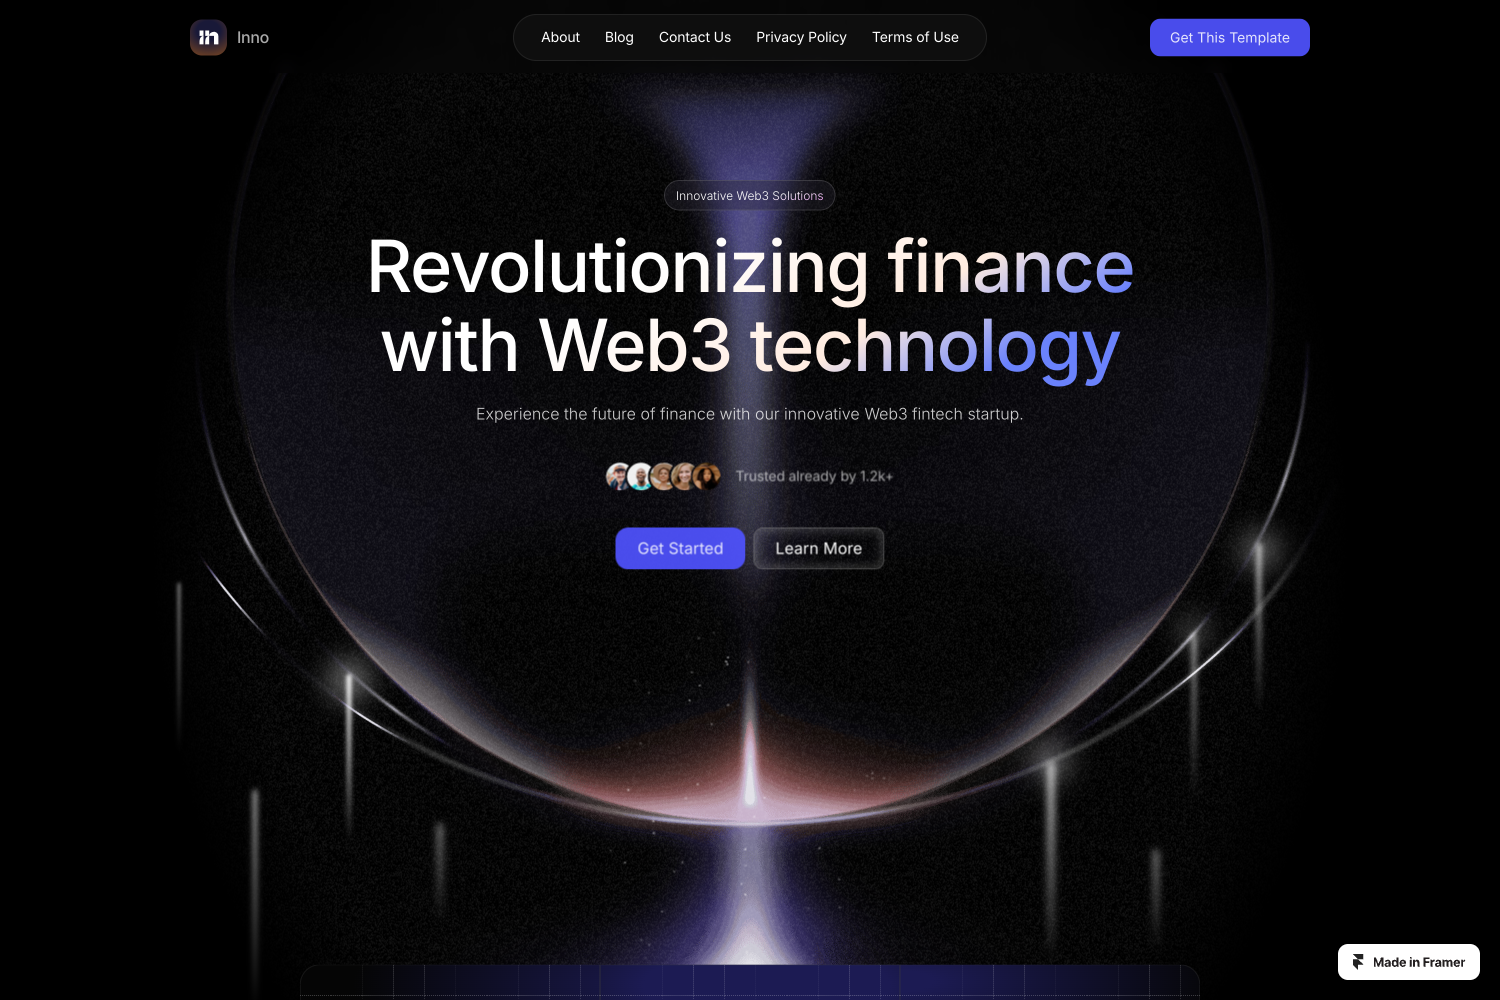 Inno
About
Blog
Contact Us
Privacy Policy
Terms of Use
Get This Template
Innovative Web3 Solutions
Revolutionizing finance
with Web3 technology
Experience the future of finance with our innovative Web3 fintech startup.
Trusted already by 1.2k+
Get Started
Learn More
Made in Framer